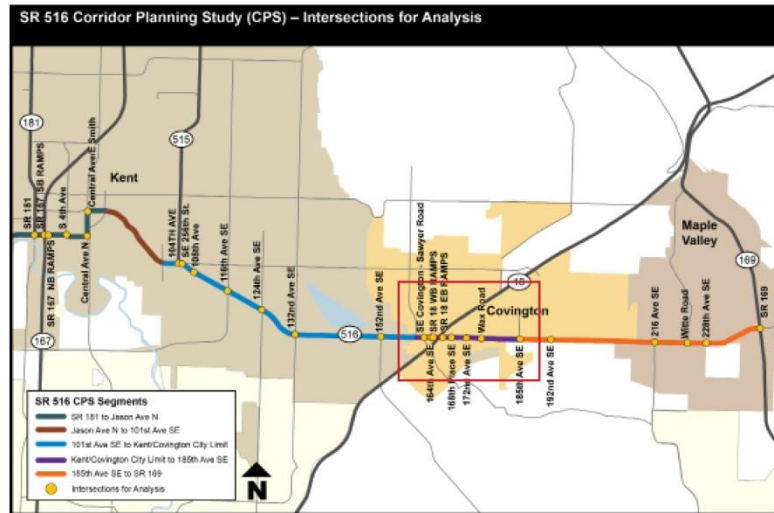 SR 516 Corridor Planning Study (CPS) – Intersections for Analysis
181
515
Kent
SR 181
SR 167 SB RAMPS
S 4th Ave
Central Ave/E Smith
SR 167 NB RAMPS
Central Ave N
167
104TH AVE
SE 256th St.
108th Ave
116th Ave SE
124th Ave SE
132nd Ave SE
516
152nd Ave SE
SE Covington - Sawyer Road
SR 18 WB RAMPS
SR 18 EB RAMPS
18
Covington
Wax Road
164th Ave SE
168th Place SE
172nd Ave SE
185th Ave SE
192nd Ave SE
Maple
Valley
169
216 Ave SE
Witte Road
228th Ave SE
SR 169
SR 516 CPS Segments
SR 181 to Jason Ave N
Jason Ave N to 101st Ave SE
101st Ave SE to Kent/Covington City Limit
Kent/Covington City Limit to 185th Ave SE
185th Ave SE to SR 169
Intersections for Analysis
N